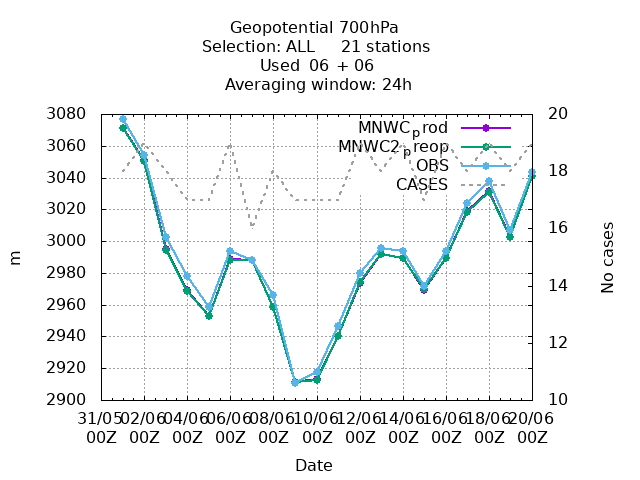 Geopotential 700hPa
Selection: ALL 21 stations
Used 06 + 06
Averaging window: 24h
3080
3060
3040
3020
3000
2980
2960
2940
2920
2900
m
20
18
16
14
12
10
No cases
MNWCprod
MNWC2preop
OBS
CASES
31/05 02/06 04/06 06/06 08/06 10/06 12/06 14/06 16/06 18/06 20/06
00Z 00Z 00Z 00Z 00Z 00Z 00Z 00Z 00Z 00Z 00Z
Date